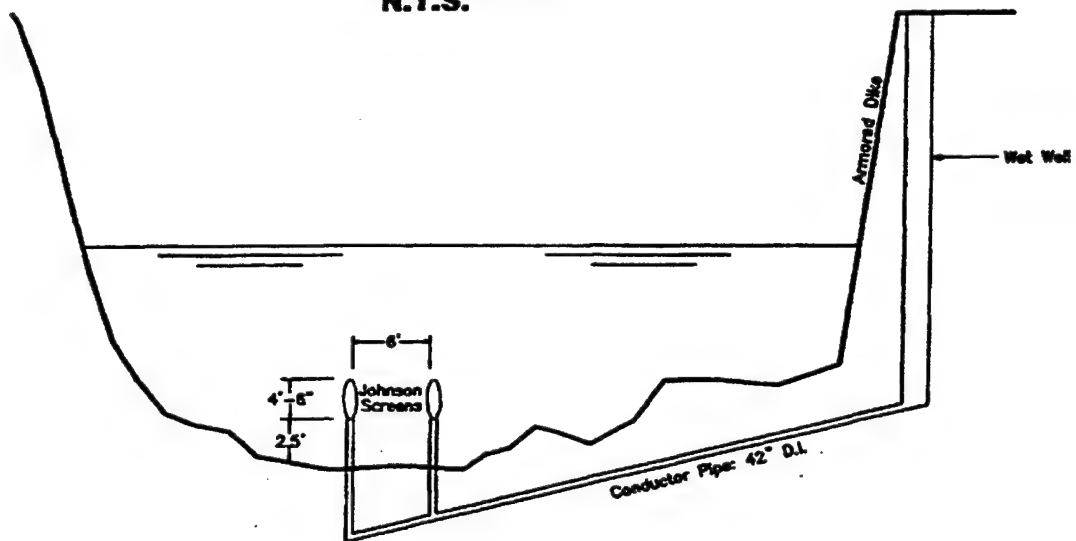 N.T.S.
Armored Dike
Wet Well
6'
4'-6"
Johnson
Screens
2.5'
Conductor Pipe: 42" D.I.